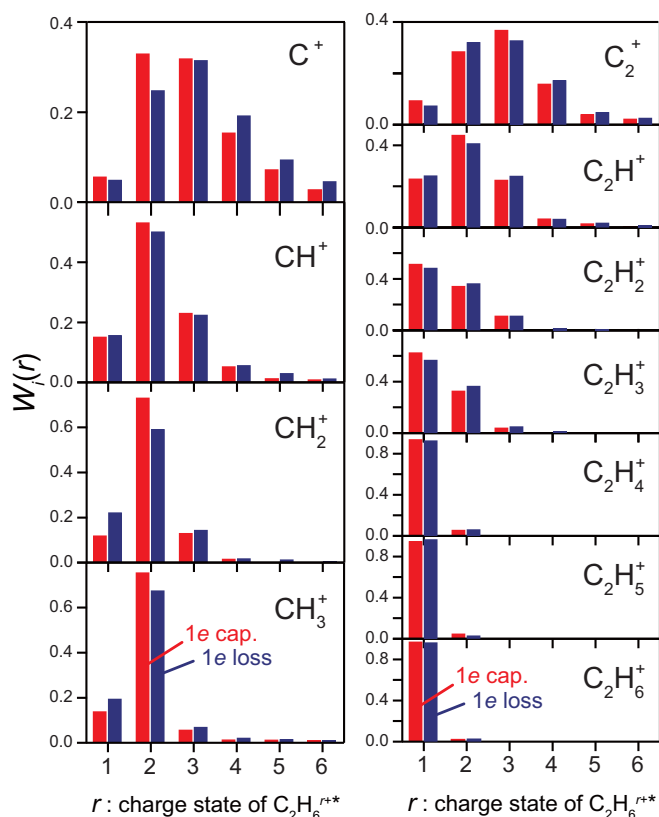 W_i(r)
0.4
0.2
0.0
C⁺
0.4
0.2
0.0
CH⁺
0.6
0.4
0.2
0.0
CH₂⁺
0.6
0.4
0.2
0.0
CH₃⁺
1e cap.
1e loss
1 2 3 4 5 6
r : charge state of C₂H₆ʳ⁺*
0.4
0.0
C₂⁺
0.4
0.0
C₂H⁺
0.4
0.0
C₂H₂⁺
0.4
0.0
C₂H₃⁺
0.8
0.4
0.0
C₂H₄⁺
0.8
0.4
0.0
C₂H₅⁺
0.8
0.4
0.0
C₂H₆⁺
1e cap.
1e loss
1 2 3 4 5 6
r : charge state of C₂H₆ʳ⁺*